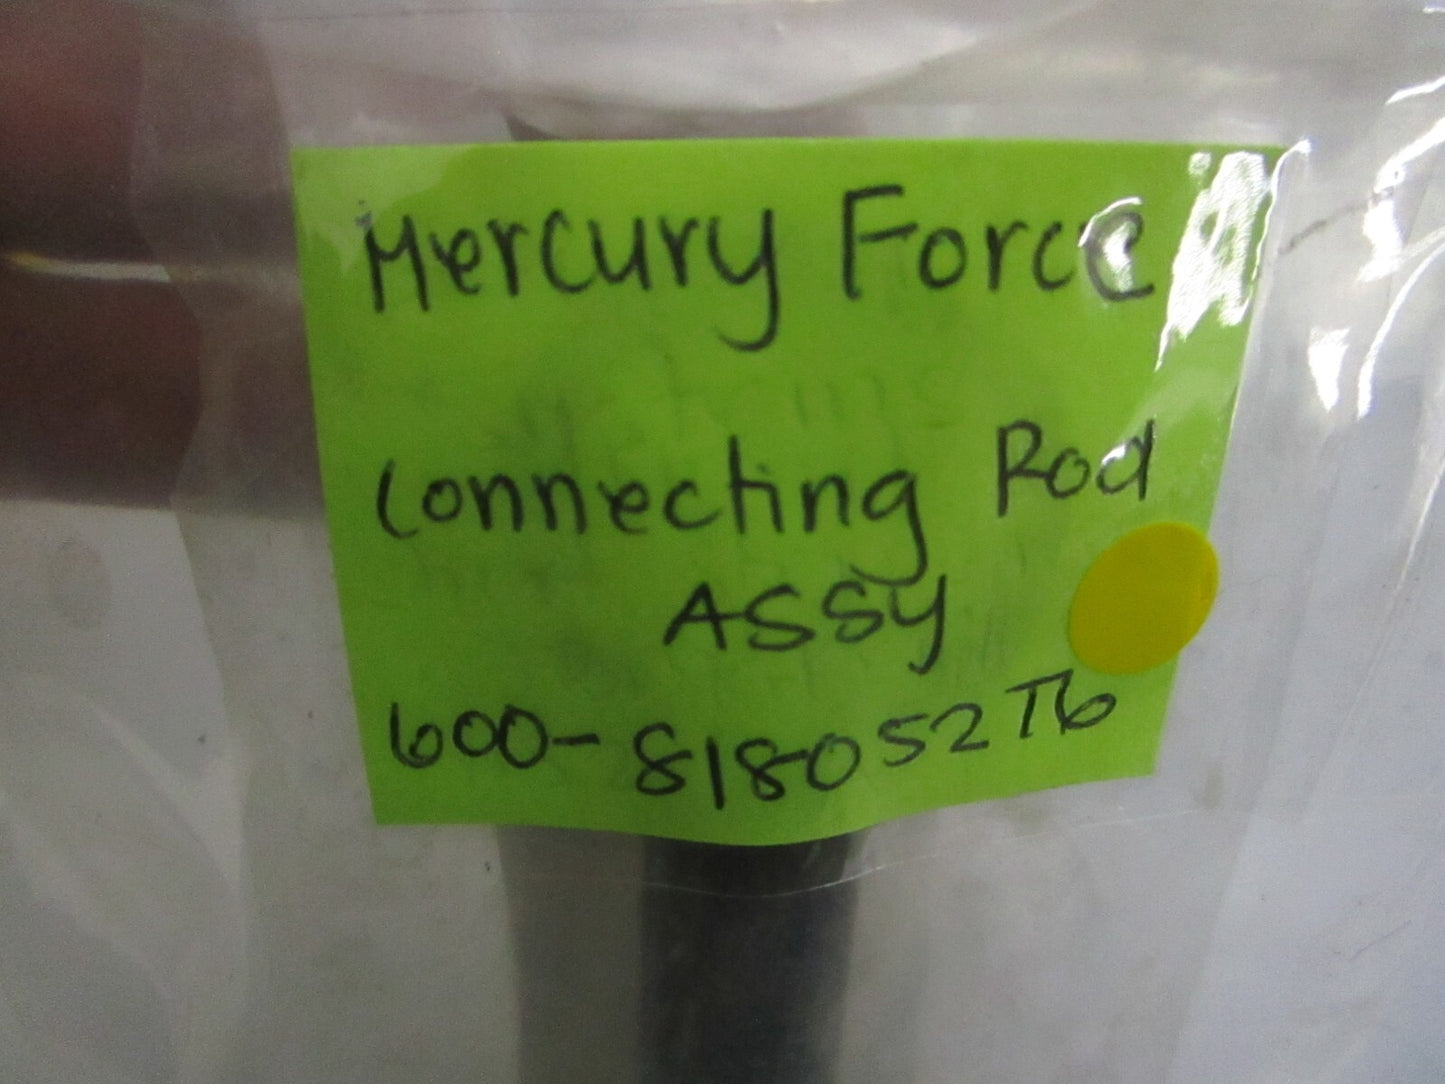 Mercury Force
Connecting Rod
ASSY
600-818052T6